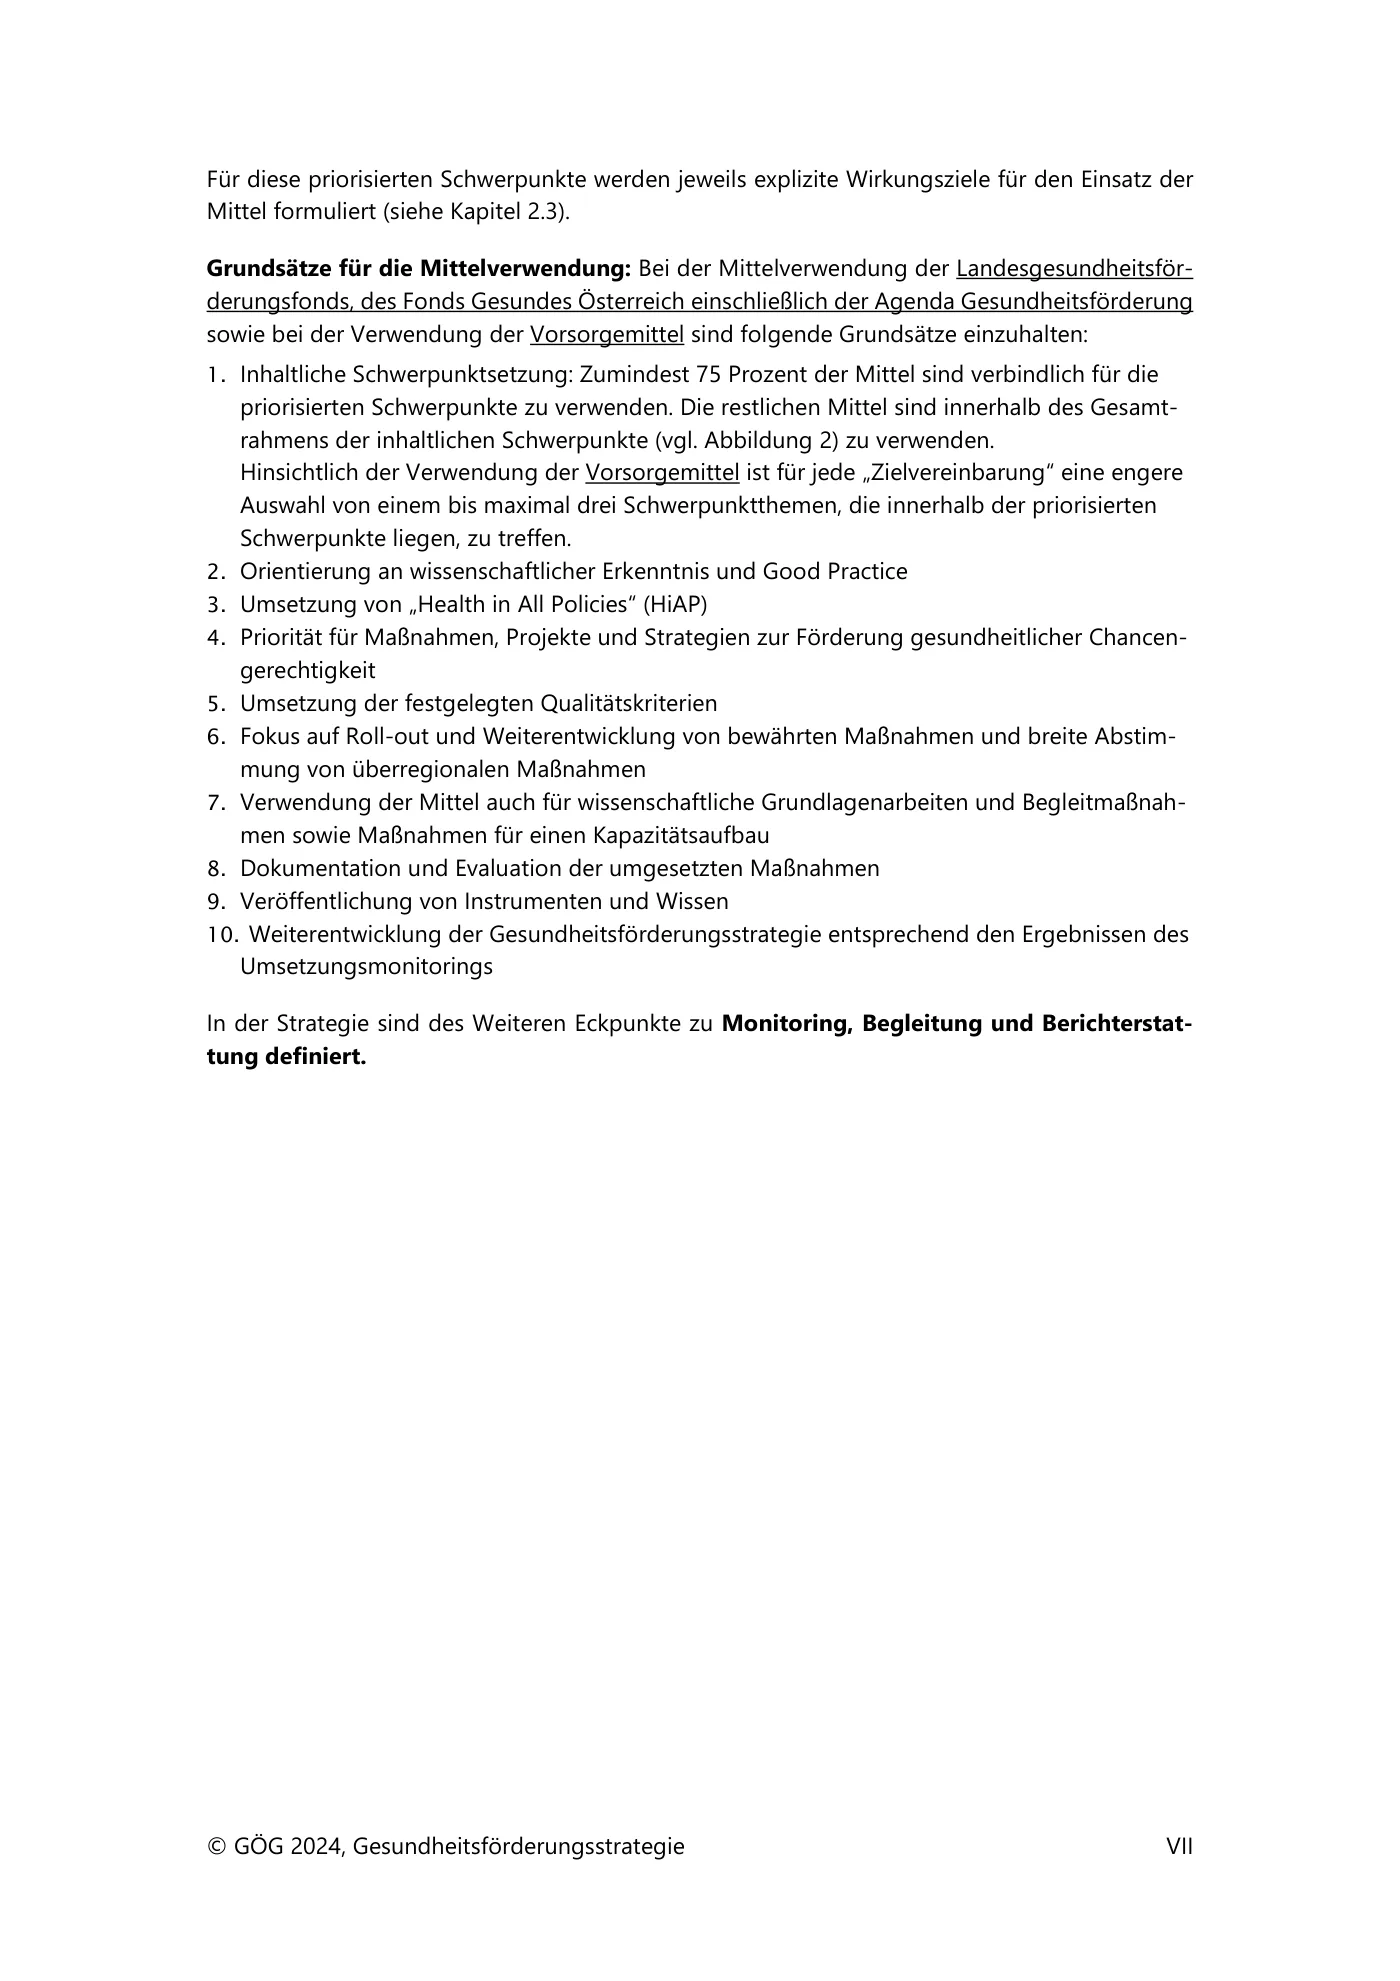 Für diese priorisierten Schwerpunkte werden jeweils explizite Wirkungsziele für den Einsatz der
Mittel formuliert (siehe Kapitel 2.3).
Grundsätze für die Mittelverwendung: Bei der Mittelverwendung der Landesgesundheitsför-
derungsfonds, des Fonds Gesundes Österreich einschließlich der Agenda Gesundheitsförderung
sowie bei der Verwendung der Vorsorgemittel sind folgende Grundsätze einzuhalten:
1. Inhaltliche Schwerpunktsetzung: Zumindest 75 Prozent der Mittel sind verbindlich für die
priorisierten Schwerpunkte zu verwenden. Die restlichen Mittel sind innerhalb des Gesamt-
rahmens der inhaltlichen Schwerpunkte (vgl. Abbildung 2) zu verwenden.
Hinsichtlich der Verwendung der Vorsorgemittel ist für jede „Zielvereinbarung“ eine engere
Auswahl von einem bis maximal drei Schwerpunktthemen, die innerhalb der priorisierten
Schwerpunkte liegen, zu treffen.
2. Orientierung an wissenschaftlicher Erkenntnis und Good Practice
3. Umsetzung von „Health in All Policies“ (HiAP)
4. Priorität für Maßnahmen, Projekte und Strategien zur Förderung gesundheitlicher Chancen-
gerechtigkeit
5. Umsetzung der festgelegten Qualitätskriterien
6. Fokus auf Roll-out und Weiterentwicklung von bewährten Maßnahmen und breite Abstim-
mung von überregionalen Maßnahmen
7. Verwendung der Mittel auch für wissenschaftliche Grundlagenarbeiten und Begleitmaßnah-
men sowie Maßnahmen für einen Kapazitätsaufbau
8. Dokumentation und Evaluation der umgesetzten Maßnahmen
9. Veröffentlichung von Instrumenten und Wissen
10. Weiterentwicklung der Gesundheitsförderungsstrategie entsprechend den Ergebnissen des
Umsetzungsmonitorings
In der Strategie sind des Weiteren Eckpunkte zu Monitoring, Begleitung und Berichterstat-
tung definiert.
© GÖG 2024, Gesundheitsförderungsstrategie VII